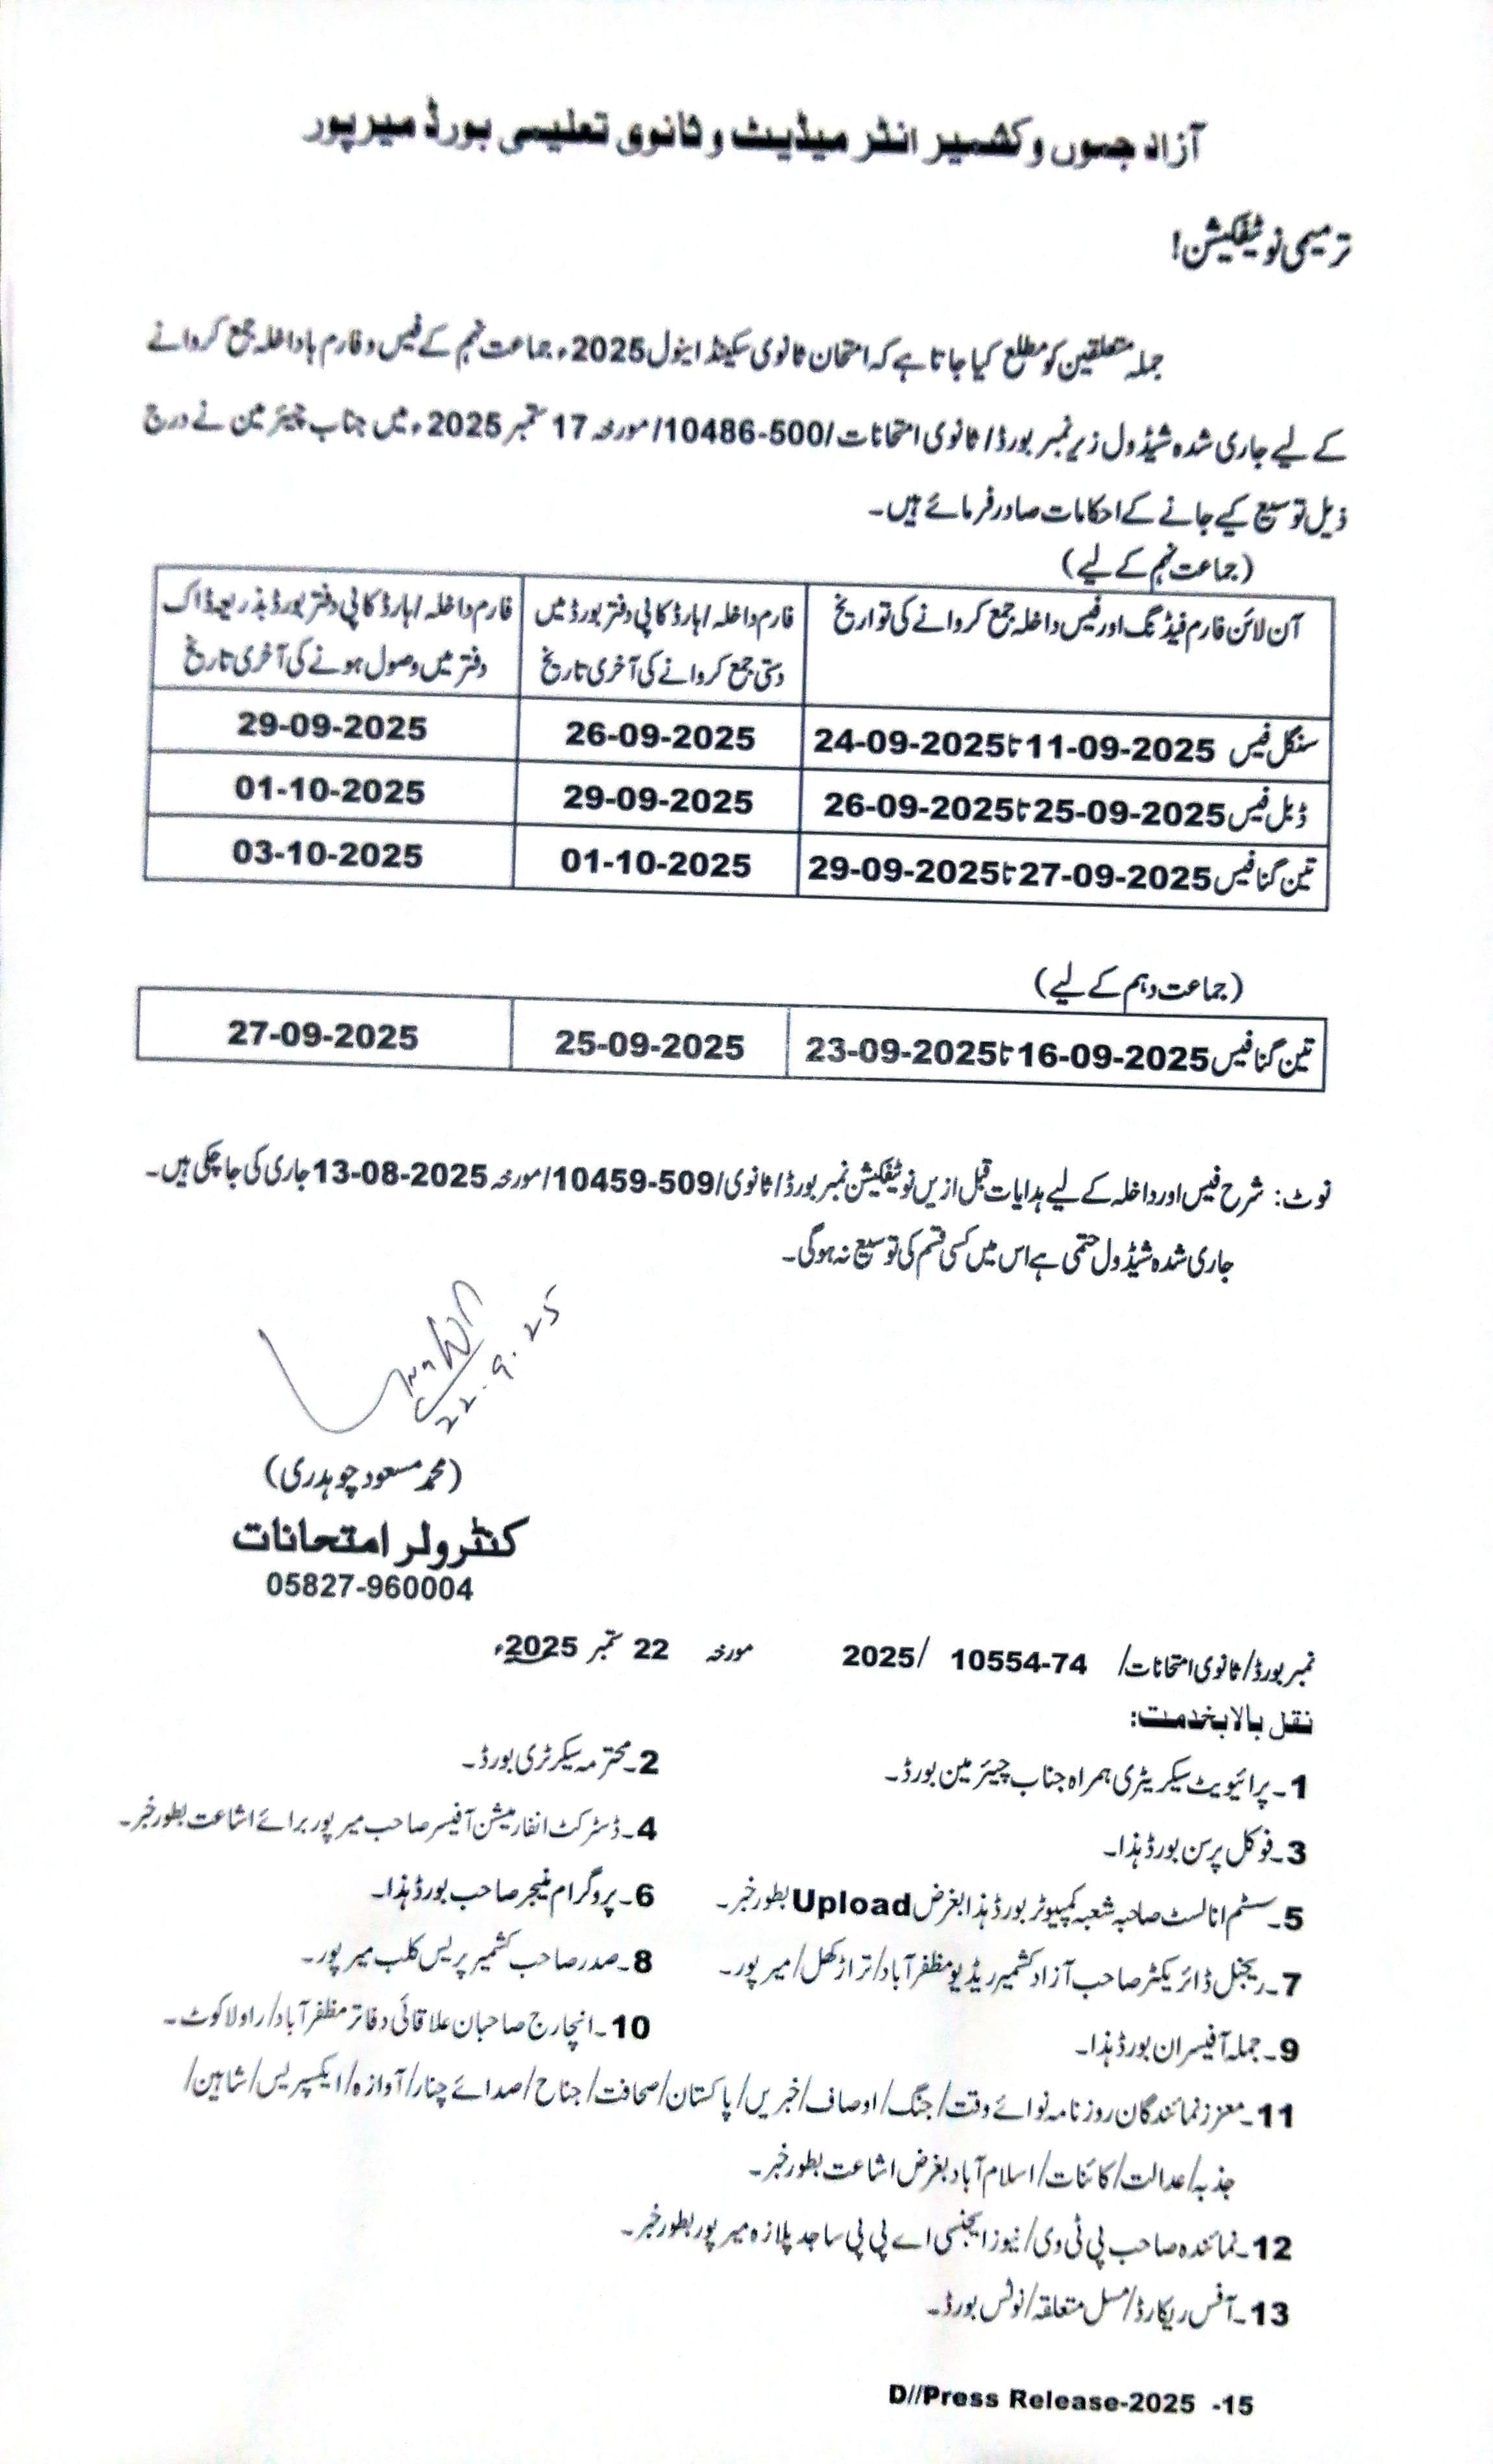 آزاد جموں و کشمیر انٹر میڈیٹ و ثانوی تعلیمی بورڈ میرپور
ترمیمی نوٹیفکیشن!
جملہ متعلقین کو مطلع کیا جاتا ہے کہ امتحان ثانوی سیکنڈ اینول 2025ء جماعت نہم کے فیس و فارم ہا داخلہ جمع کروانے
کے لیے جاری شدہ شیڈول زیر نمبر بورڈ/ ثانوی امتحانات/500-10486/ مورخہ 17 ستمبر 2025ء میں جناب چیئرمین نے درج
ذیل توسیع کیے جانے کے احکامات صادر فرمائے ہیں۔
(جماعت نہم کے لیے)
آن لائن فارم فیڈنگ اور فیس داخلہ جمع کروانے کی تواریخ
فارم داخلہ/ ہارڈ کاپی دفتر بورڈ میں
دستی جمع کروانے کی آخری تاریخ
فارم داخلہ/ ہارڈ کاپی دفتر بورڈ بذریعہ ڈاک
دفتر میں وصول ہونے کی آخری تاریخ
سنگل فیس 11-09-2025 تا 24-09-2025 26-09-2025 29-09-2025
ڈبل فیس 25-09-2025 تا 26-09-2025 29-09-2025 01-10-2025
تین گنا فیس 27-09-2025 تا 29-09-2025 01-10-2025 03-10-2025
(جماعت دہم کے لیے)
تین گنا فیس 16-09-2025 تا 23-09-2025 25-09-2025 27-09-2025
نوٹ: شرح فیس اور داخلہ کے لیے ہدایات قبل ازیں نوٹیفکیشن نمبر بورڈ/ ثانوی/509-10459/ مورخہ 13-08-2025 جاری کی جا چکی ہیں۔
جاری شدہ شیڈول حتمی ہے اس میں کسی قسم کی توسیع نہ ہوگی۔
22.9.25
(محمد مسعود چوہدری)
کنٹرولر امتحانات
05827-960004
نمبر بورڈ/ ثانوی امتحانات/ 10554-74 /2025 مورخہ 22 ستمبر 2025ء
نقل بالا بخدمت:
1۔ پرائیویٹ سیکریٹری ہمراہ جناب چیئرمین بورڈ۔ 2۔ محترمہ سیکرٹری بورڈ۔
3۔ فوکل پرسن بورڈ ہذا۔ 4۔ ڈسٹرکٹ انفارمیشن آفیسر صاحب میرپور برائے اشاعت بطور خبر۔
5۔ سسٹم انالسٹ صاحبہ شعبہ کمپیوٹر بورڈ ہذا بغرض Upload بطور خبر۔ 6۔ پروگرام منیجر صاحب بورڈ ہذا۔
7۔ ریجنل ڈائریکٹر صاحب آزاد کشمیر ریڈیو مظفرآباد/ تراڑکھل/ میرپور۔ 8۔ صدر صاحب کشمیر پریس کلب میرپور۔
9۔ جملہ آفیسران بورڈ ہذا۔ 10۔ انچارج صاحبان علاقائی دفاتر مظفرآباد/ راولاکوٹ۔
11۔ معزز نمائندگان روزنامہ نوائے وقت/ جنگ/ اوصاف/ خبریں/ پاکستان/ صحافت/ جناح/ صدائے چنار/ آوازہ/ ایکسپریس/ شاہین/
جذبہ/ عدالت/ کائنات/ اسلام آباد بغرض اشاعت بطور خبر۔
12۔ نمائندہ صاحب پی ٹی وی/ نیوز ایجنسی اے پی پی ساجد پلازہ میرپور بطور خبر۔
13۔ آفس ریکارڈ/ مسل متعلقہ/ نوٹس بورڈ۔
D//Press Release-2025 -15